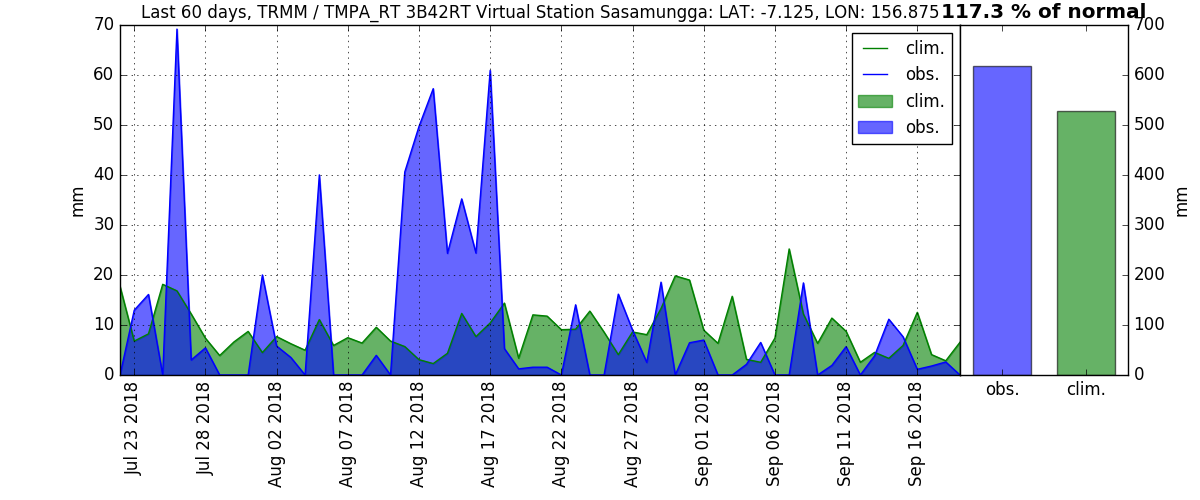 Last 60 days, TRMM / TMPA_RT 3B42RT Virtual Station Sasamungga: LAT: -7.125, LON: 156.875
117.3 % of normal
70
60
50
40
30
20
10
0
mm
clim.
obs.
clim.
obs.
700
600
500
400
300
200
100
0
mm
Jul 23 2018
Jul 28 2018
Aug 02 2018
Aug 07 2018
Aug 12 2018
Aug 17 2018
Aug 22 2018
Aug 27 2018
Sep 01 2018
Sep 06 2018
Sep 11 2018
Sep 16 2018
obs.
clim.